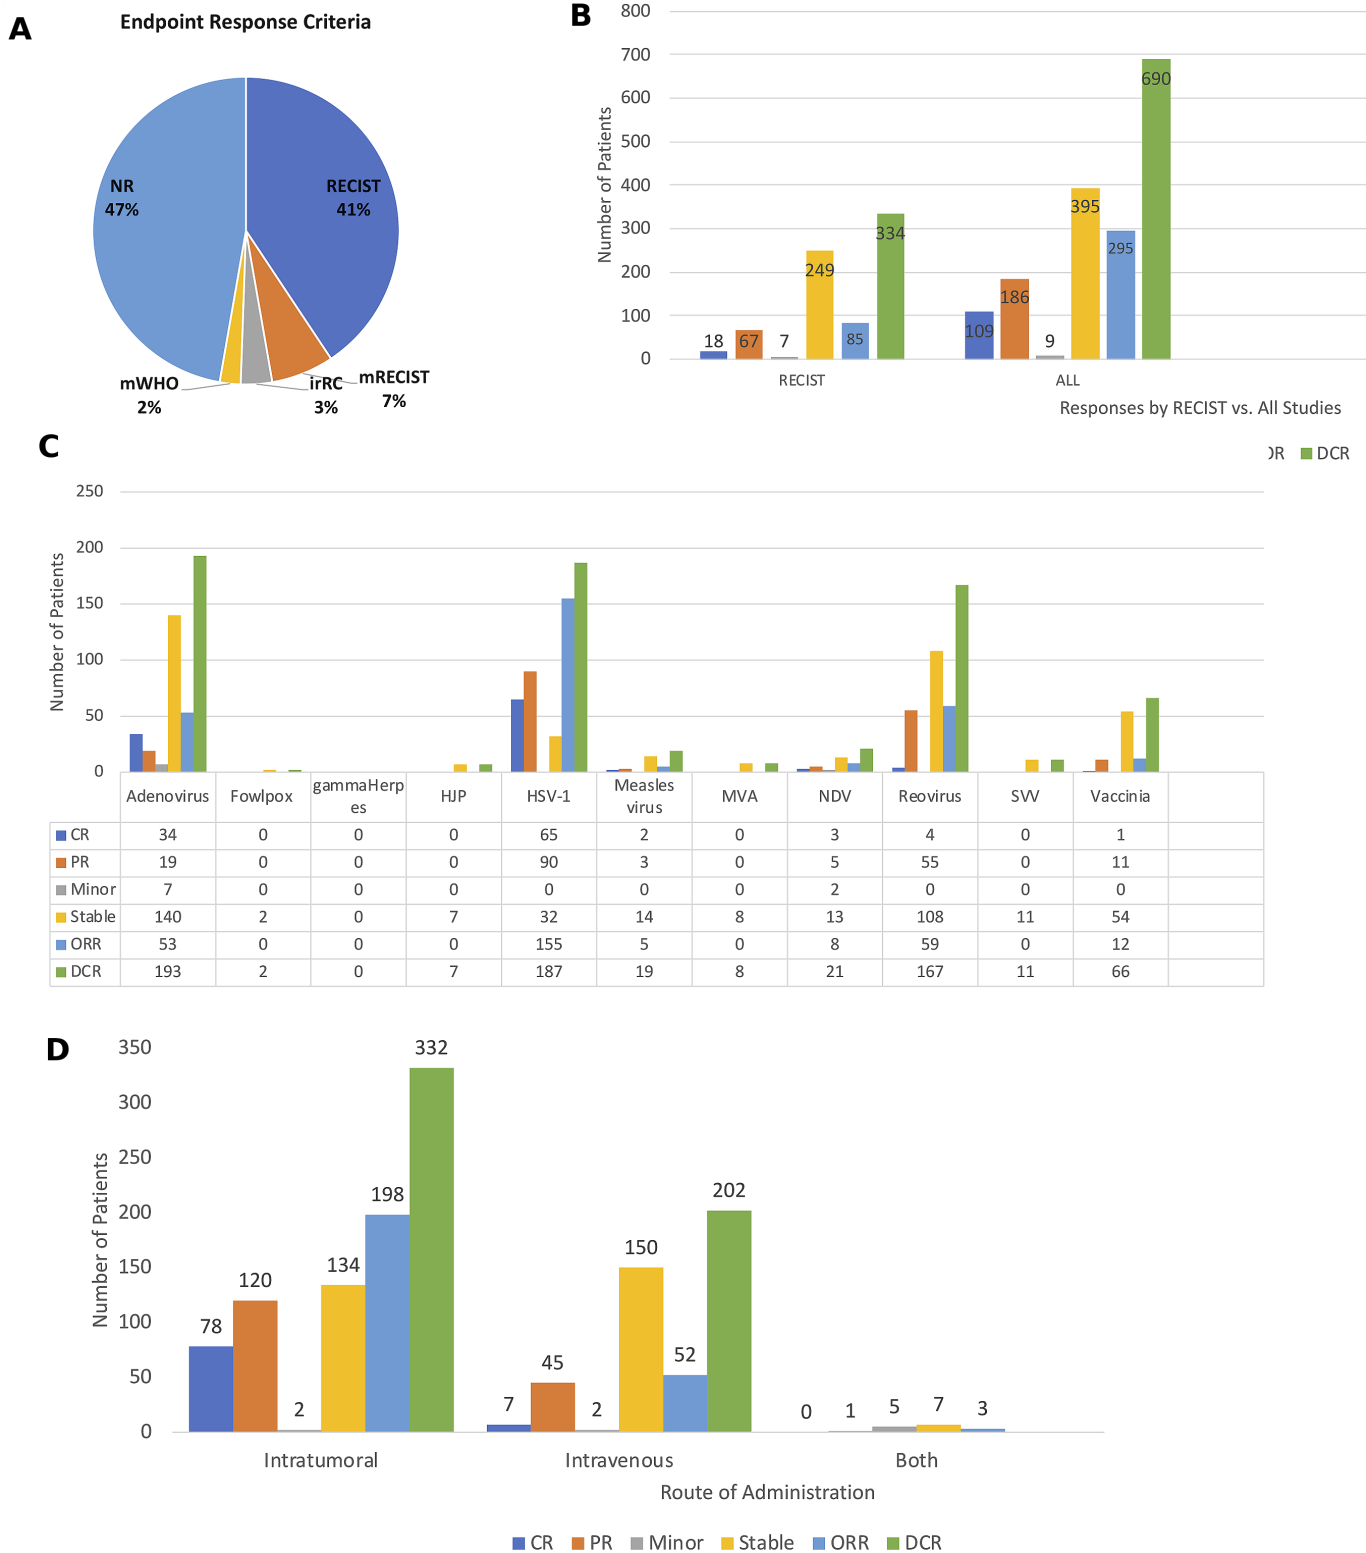 A
Endpoint Response Criteria
NR
47%
RECIST
41%
mWHO
2%
irRC
3%
mRECIST
7%
B
800
700
600
500
400
300
200
100
0
Number of Patients
18
67
7
249
85
334
109
186
9
395
295
690
RECIST
ALL
Responses by RECIST vs. All Studies
DCR
C
250
200
150
100
50
0
Number of Patients
Adenovirus Fowlpox gammaHerp es HJP HSV-1 Measles virus MVA NDV Reovirus SVV Vaccinia
CR 34 0 0 0 65 2 0 3 4 0 1
PR 19 0 0 0 90 3 0 5 55 0 11
Minor 7 0 0 0 0 0 0 2 0 0 0
Stable 140 2 0 7 32 14 8 13 108 11 54
ORR 53 0 0 0 155 5 0 8 59 0 12
DCR 193 2 0 7 187 19 8 21 167 11 66
D
350
300
250
200
150
100
50
0
Number of Patients
78
120
2
134
198
332
7
45
2
150
52
202
0
1
5
7
3
Intratumoral
Intravenous
Both
Route of Administration
CR PR Minor Stable ORR DCR